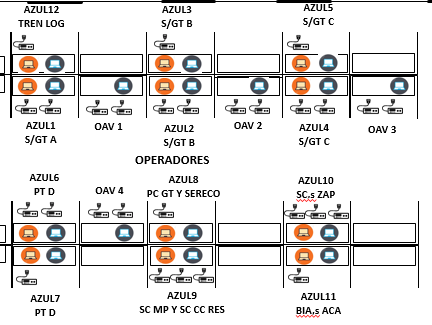 AZUL12
TREN LOG
AZUL3
S/GT B
AZUL5
S/GT C
AZUL1
S/GT A
OAV 1
AZUL2
S/GT B
OAV 2
AZUL4
S/GT C
OAV 3
OPERADORES
AZUL6
PT D
OAV 4
AZUL8
PC GT Y SERECO
AZUL10
SC,s ZAP
AZUL7
PT D
AZUL9
SC MP Y SC CC RES
AZUL11
BIA,s ACA